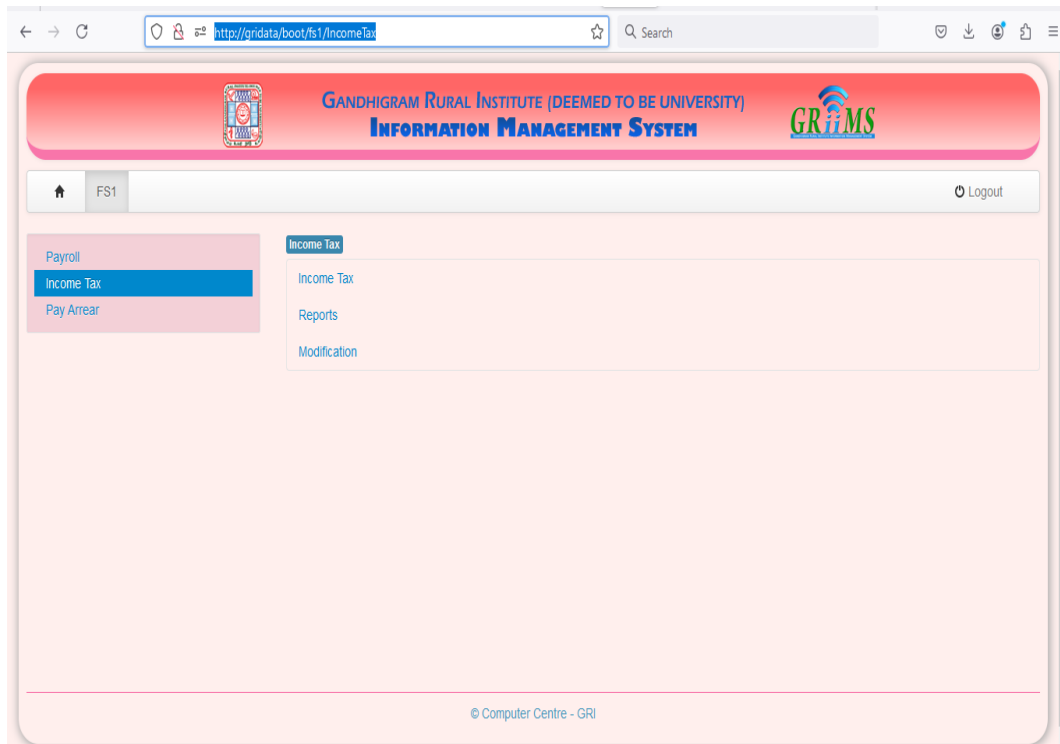 http://gridata/boot/fs1/IncomeTax
Search
GANDHIGRAM RURAL INSTITUTE (DEEMED TO BE UNIVERSITY)
INFORMATION MANAGEMENT SYSTEM
GRiiMS
FS1
Logout
Payroll
Income Tax
Pay Arrear
Income Tax
Income Tax
Reports
Modification
© Computer Centre - GRI